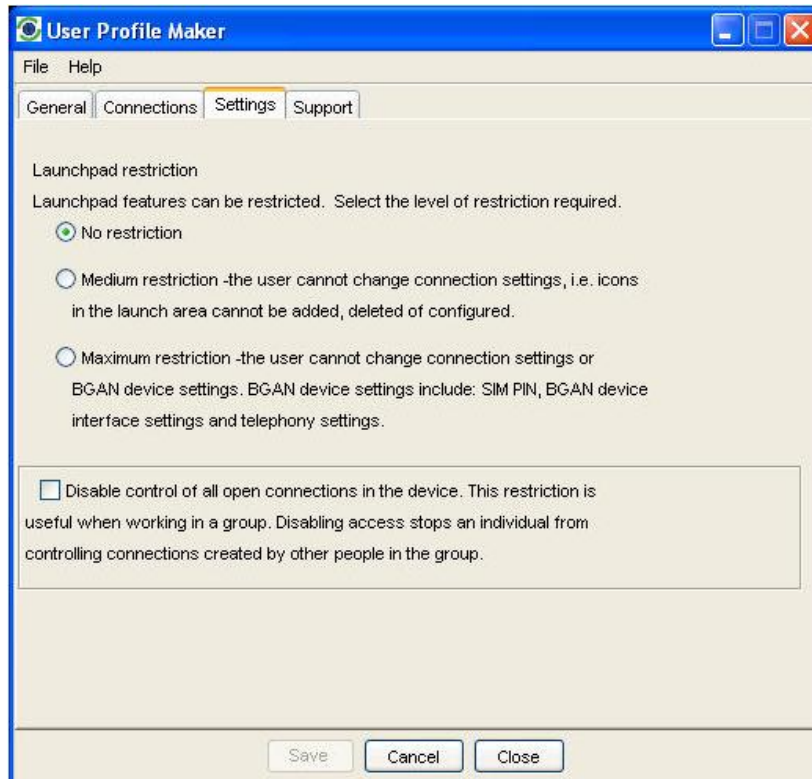 User Profile Maker
File Help
General Connections Settings Support
Launchpad restriction
Launchpad features can be restricted. Select the level of restriction required.
No restriction
Medium restriction -the user cannot change connection settings, i.e. icons
in the launch area cannot be added, deleted of configured.
Maximum restriction -the user cannot change connection settings or
BGAN device settings. BGAN device settings include: SIM PIN, BGAN device
interface settings and telephony settings.
Disable control of all open connections in the device. This restriction is
useful when working in a group. Disabling access stops an individual from
controlling connections created by other people in the group.
Save Cancel Close